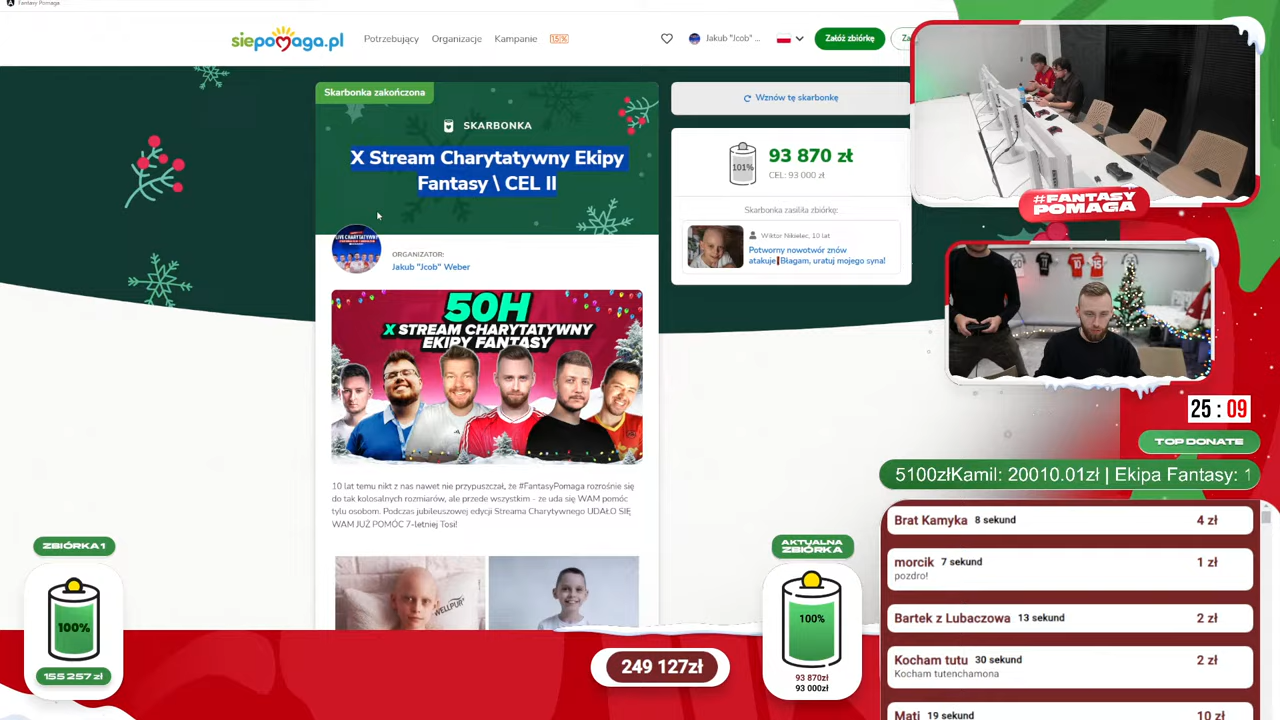 Fantasy Pomaga
siepomaga.pl
Potrzebujący
Organizacje
Kampanie
1,5%
Jakub "Jcob" ...
Załóż zbiórkę
Za
Skarbonka zakończona
SKARBONKA
X Stream Charytatywny Ekipy
Fantasy \ CEL II
ORGANIZATOR:
Jakub "Jcob" Weber
50H
X STREAM CHARYTATYWNY
EKIPY FANTASY
10 lat temu nikt z nas nawet nie przypuszczał, że #FantasyPomaga rozrośnie się
do tak kolosalnych rozmiarów, ale przede wszystkim - że uda się WAM pomóc
tylu osobom. Podczas jubileuszowej edycji Streama Charytywnego UDAŁO SIĘ
WAM JUŻ POMÓC 7-letniej Tosi!
WELLPUR
Wznów tę skarbonkę
101%
93 870 zł
CEL: 93 000 zł
Skarbonka zasiliła zbiórkę:
Wiktor Nikielec, 10 lat
Potworny nowotwór znów
atakuje❗Błagam, uratuj mojego syna!
#FANTASY
POMAGA
10
15
25 : 09
TOP DONATE
5100złKamil: 20010.01zł | Ekipa Fantasy: 1
Brat Kamyka 8 sekund 4 zł
morcik 7 sekund 1 zł
pozdro!
Bartek z Lubaczowa 13 sekund 2 zł
Kocham tutu 30 sekund 2 zł
Kocham tutenchamona
Mati 19 sekund 10 zł
ZBIÓRKA 1
100%
155 257 zł
249 127zł
AKTUALNA
ZBIÓRKA
100%
93 870zł
93 000zł